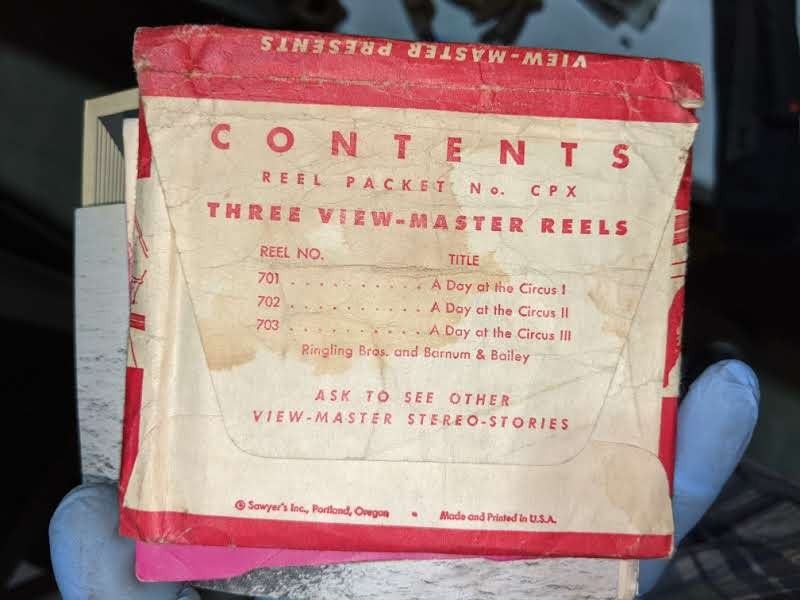 VIEW-MASTER PRESENTS
CONTENTS
REEL PACKET No. CPX
THREE VIEW-MASTER REELS
REEL NO. TITLE
701 . . . . . . . . . . A Day at the Circus I
702 . . . . . . . . . . A Day at the Circus II
703 . . . . . . . . . . A Day at the Circus III
Ringling Bros. and Barnum & Bailey
ASK TO SEE OTHER
VIEW-MASTER STEREO-STORIES
© Sawyer's Inc., Portland, Oregon • Made and Printed in U.S.A.